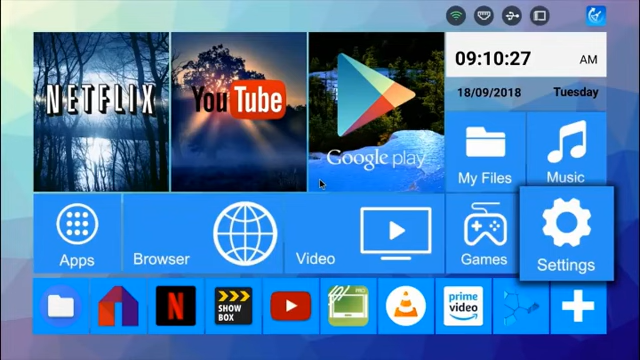 09:10:27 AM
18/09/2018 Tuesday
NETFLIX
YouTube
Google play
My Files
Music
Apps
Browser
Video
Games
Settings
N
SHOW
BOX
PRO
prime
video